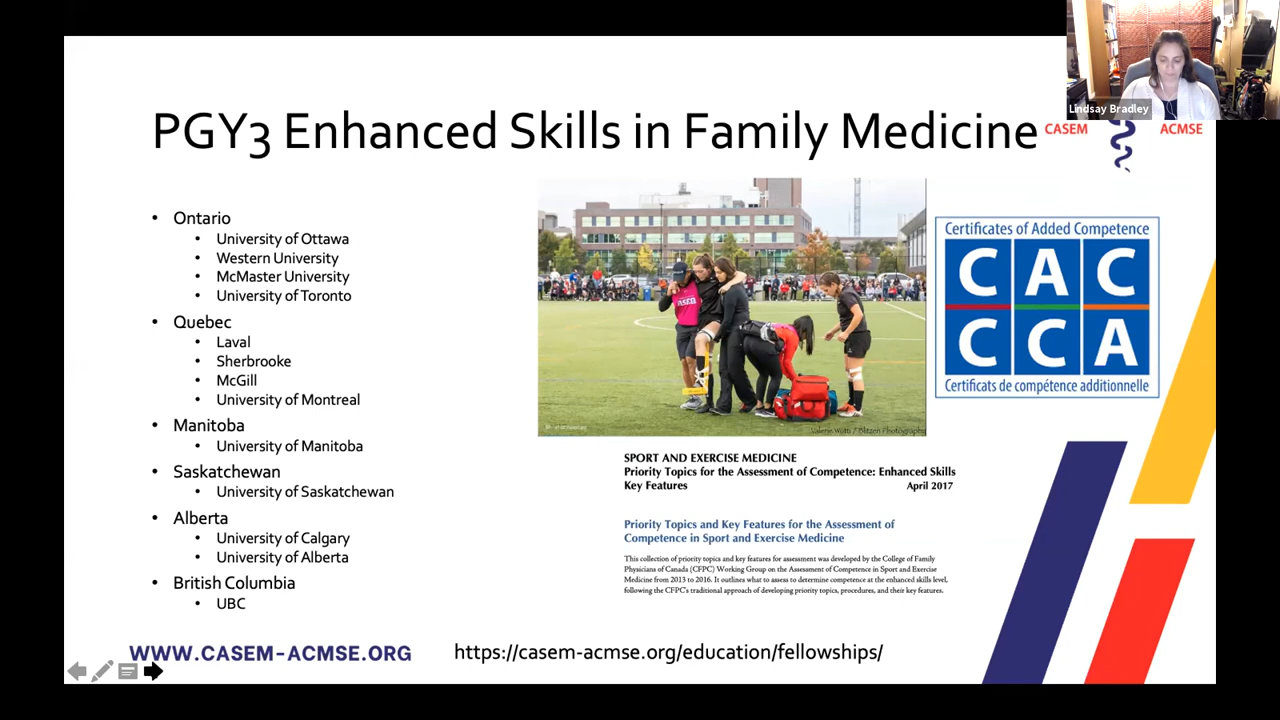 Lindsay Bradley
PGY3 Enhanced Skills in Family Medicine
CASEM ACMSE
• Ontario
• University of Ottawa
• Western University
• McMaster University
• University of Toronto
• Quebec
• Laval
• Sherbrooke
• McGill
• University of Montreal
• Manitoba
• University of Manitoba
• Saskatchewan
• University of Saskatchewan
• Alberta
• University of Calgary
• University of Alberta
• British Columbia
• UBC
Certificates of Added Competence
CAC
CCA
Certificats de compétence additionnelle
SPORT AND EXERCISE MEDICINE
Priority Topics for the Assessment of Competence: Enhanced Skills
Key Features April 2017
Priority Topics and Key Features for the Assessment of
Competence in Sport and Exercise Medicine
This collection of priority topics and key features for assessment was developed by the College of Family
Physicians of Canada (CFPC) Working Group on the Assessment of Competence in Sport and Exercise
Medicine from 2013 to 2016. It outlines what to assess to determine competence at the enhanced skills level,
following the CFPC's traditional approach of developing priority topics, procedures, and their key features.
WWW.CASEM-ACMSE.ORG
https://casem-acmse.org/education/fellowships/